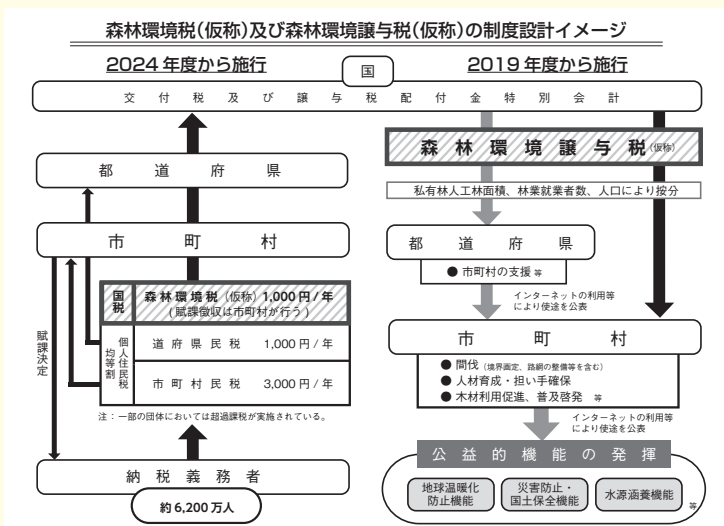 森林環境税(仮称)及び森林環境譲与税(仮称)の制度設計イメージ
2024年度から施行
国
2019年度から施行
交付税及び譲与税配付金特別会計
都道府県
市町村
国税
森林環境税(仮称)1,000円/年
(賦課徴収は市町村が行う)
個人住民税
均等割
道府県民税 1,000円/年
市町村民税 3,000円/年
注:一部の団体においては超過課税が実施されている。
賦課決定
納税義務者
約6,200万人
森林環境譲与税(仮称)
私有林人工林面積、林業就業者数、人口により按分
都道府県
● 市町村の支援 等
インターネットの利用等
により使途を公表
市町村
● 間伐(境界画定、路網の整備等を含む)
● 人材育成・担い手確保
● 木材利用促進、普及啓発 等
インターネットの利用等
により使途を公表
公益的機能の発揮
地球温暖化
防止機能
災害防止・
国土保全機能
水源涵養機能
等